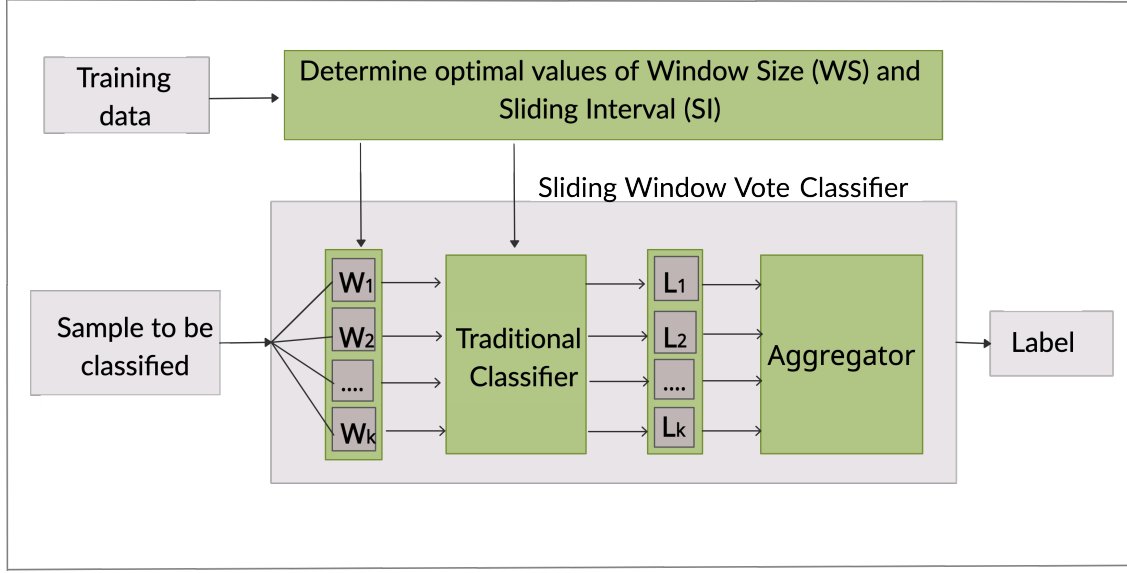 Training
data
Determine optimal values of Window Size (WS) and
Sliding Interval (SI)
Sliding Window Vote Classifier
Sample to be
classified
W1
W2
....
Wk
Traditional
Classifier
L1
L2
....
Lk
Aggregator
Label